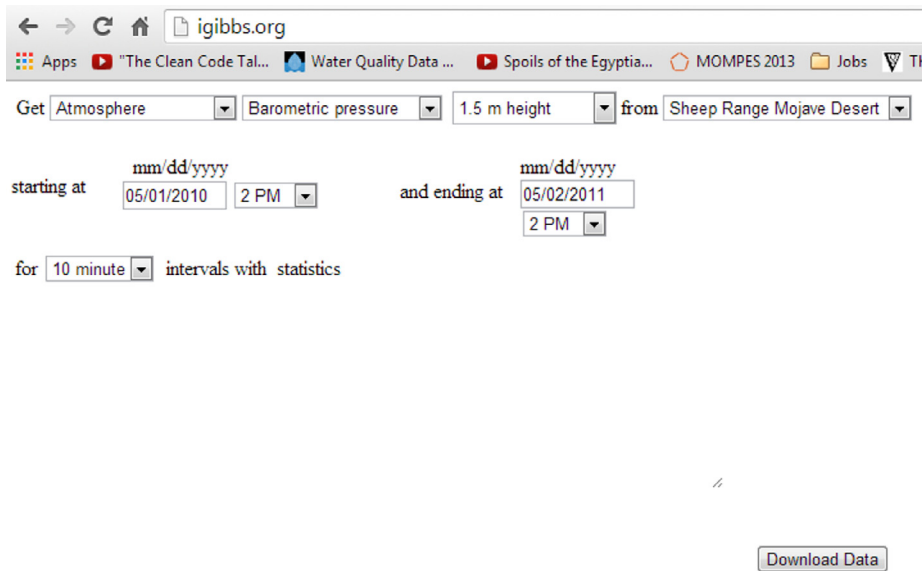 igibbs.org
Apps "The Clean Code Tal... Water Quality Data ... Spoils of the Egyptia... MOMPES 2013 Jobs
Get Atmosphere Barometric pressure 1.5 m height from Sheep Range Mojave Desert
mm/dd/yyyy mm/dd/yyyy
starting at 05/01/2010 2 PM and ending at 05/02/2011
2 PM
for 10 minute intervals with statistics
Download Data